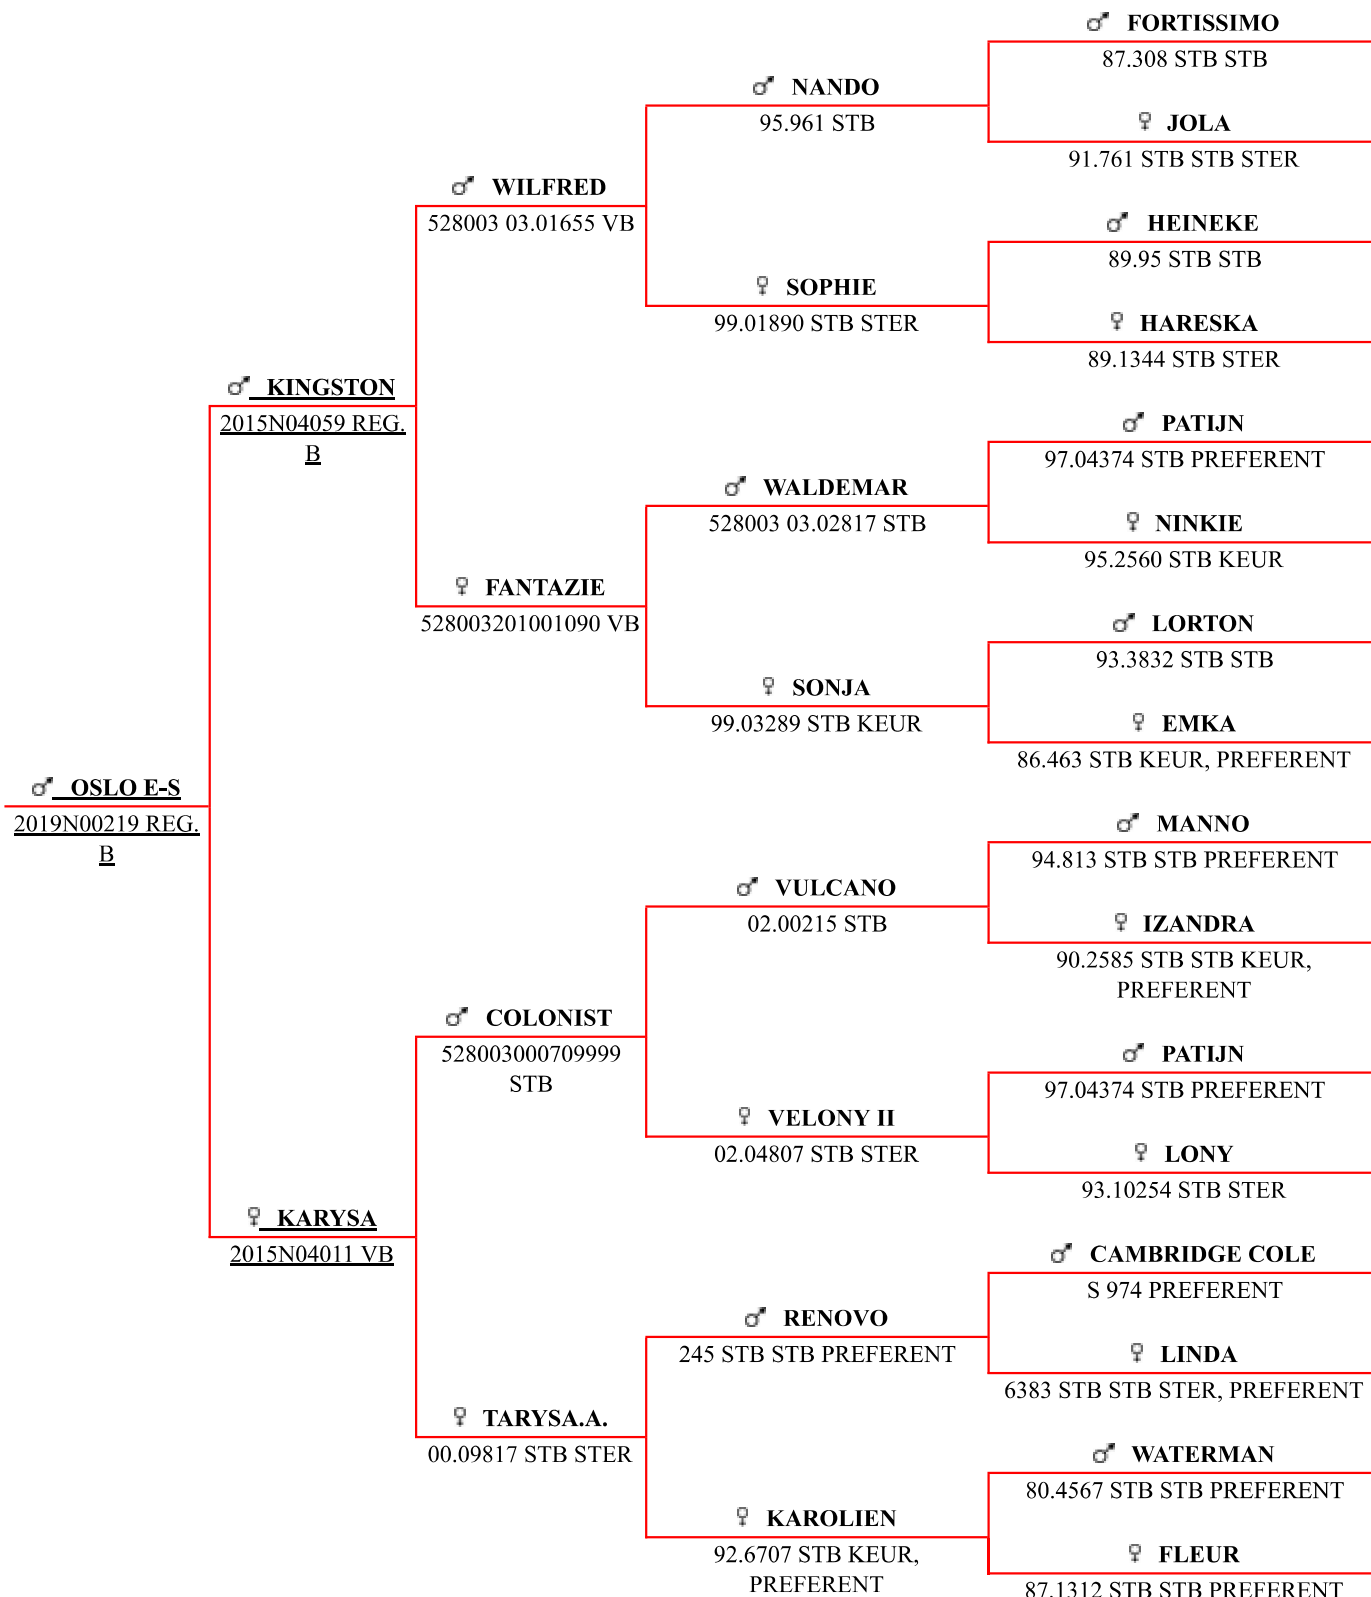 ♂ FORTISSIMO
87.308 STB STB
♂ NANDO
95.961 STB
♀ JOLA
91.761 STB STB STER
♂ WILFRED
528003 03.01655 VB
♂ HEINEKE
89.95 STB STB
♀ SOPHIE
99.01890 STB STER
♀ HARESKA
89.1344 STB STER
♂ KINGSTON
2015N04059 REG.
B
♂ PATIJN
97.04374 STB PREFERENT
♂ WALDEMAR
528003 03.02817 STB
♀ NINKIE
95.2560 STB KEUR
♀ FANTAZIE
528003201001090 VB
♂ LORTON
93.3832 STB STB
♀ SONJA
99.03289 STB KEUR
♀ EMKA
86.463 STB KEUR, PREFERENT
♂ OSLO E-S
2019N00219 REG.
B
♂ MANNO
94.813 STB STB PREFERENT
♂ VULCANO
02.00215 STB
♀ IZANDRA
90.2585 STB STB KEUR,
PREFERENT
♂ COLONIST
528003000709999
STB
♂ PATIJN
97.04374 STB PREFERENT
♀ VELONY II
02.04807 STB STER
♀ LONY
93.10254 STB STER
♀ KARYSA
2015N04011 VB
♂ CAMBRIDGE COLE
S 974 PREFERENT
♂ RENOVO
245 STB STB PREFERENT
♀ LINDA
6383 STB STB STER, PREFERENT
♀ TARYSA.A.
00.09817 STB STER
♂ WATERMAN
80.4567 STB STB PREFERENT
♀ KAROLIEN
92.6707 STB KEUR,
PREFERENT
♀ FLEUR
87.1312 STB STB PREFERENT